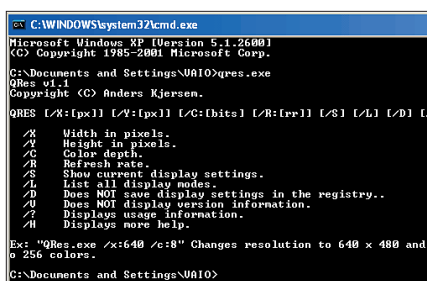 C:\WINDOWS\system32\cmd.exe
Microsoft Windows XP [Version 5.1.2600]
(C) Copyright 1985-2001 Microsoft Corp.
C:\Documents and Settings\VAIO>qres.exe
QRes v1.1
Copyright (C) Anders Kjersem.
QRES [/X:[px]] [/Y:[px]] [/C:[bits] [/R:[rr]] [/S] [/L] [/D] [
/X Width in pixels.
/Y Height in pixels.
/C Color depth.
/R Refresh rate.
/S Show current display settings.
/L List all display modes.
/D Does NOT save display settings in the registry..
/V Does NOT display version information.
/? Displays usage information.
/H Displays more help.
Ex: "QRes.exe /x:640 /c:8" Changes resolution to 640 x 480 and
o 256 colors.
C:\Documents and Settings\VAIO>